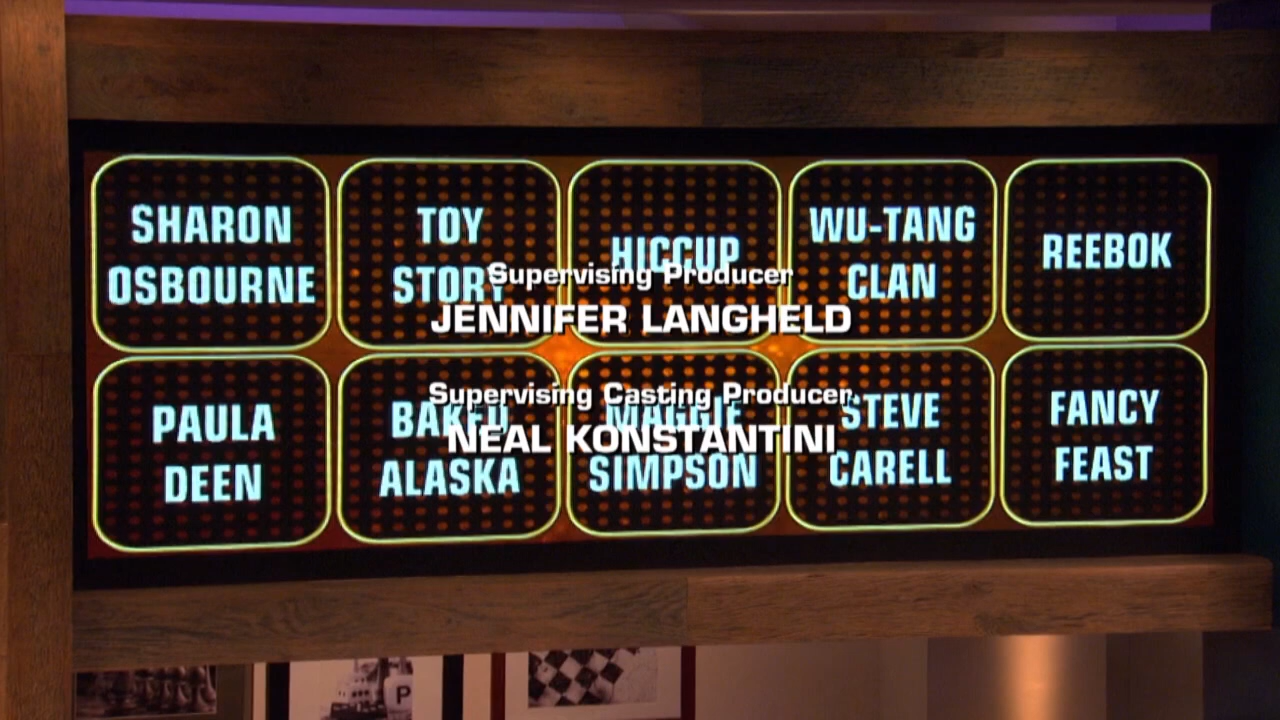 SHARON
OSBOURNE
TOY
STORY
HICCUP
WU-TANG
CLAN
REEBOK
Supervising Producer
JENNIFER LANGHELD
Supervising Casting Producer
NEAL KONSTANTINI
PAULA
DEEN
BAKED
ALASKA
MAGGIE
SIMPSON
STEVE
CARELL
FANCY
FEAST
P